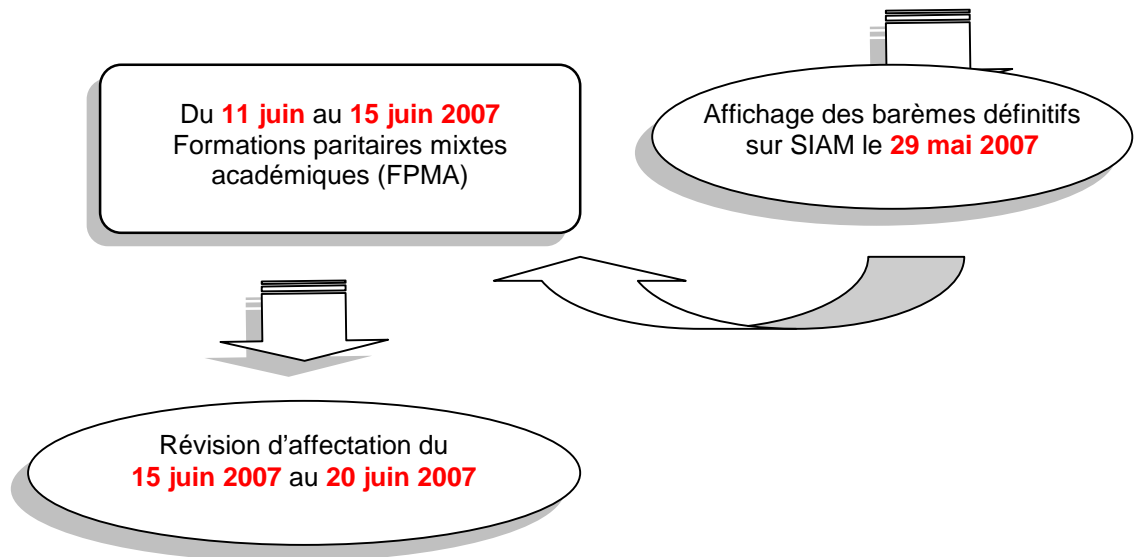 Du 11 juin au 15 juin 2007
Formations paritaires mixtes
académiques (FPMA)
Affichage des barèmes définitifs
sur SIAM le 29 mai 2007
Révision d’affectation du
15 juin 2007 au 20 juin 2007